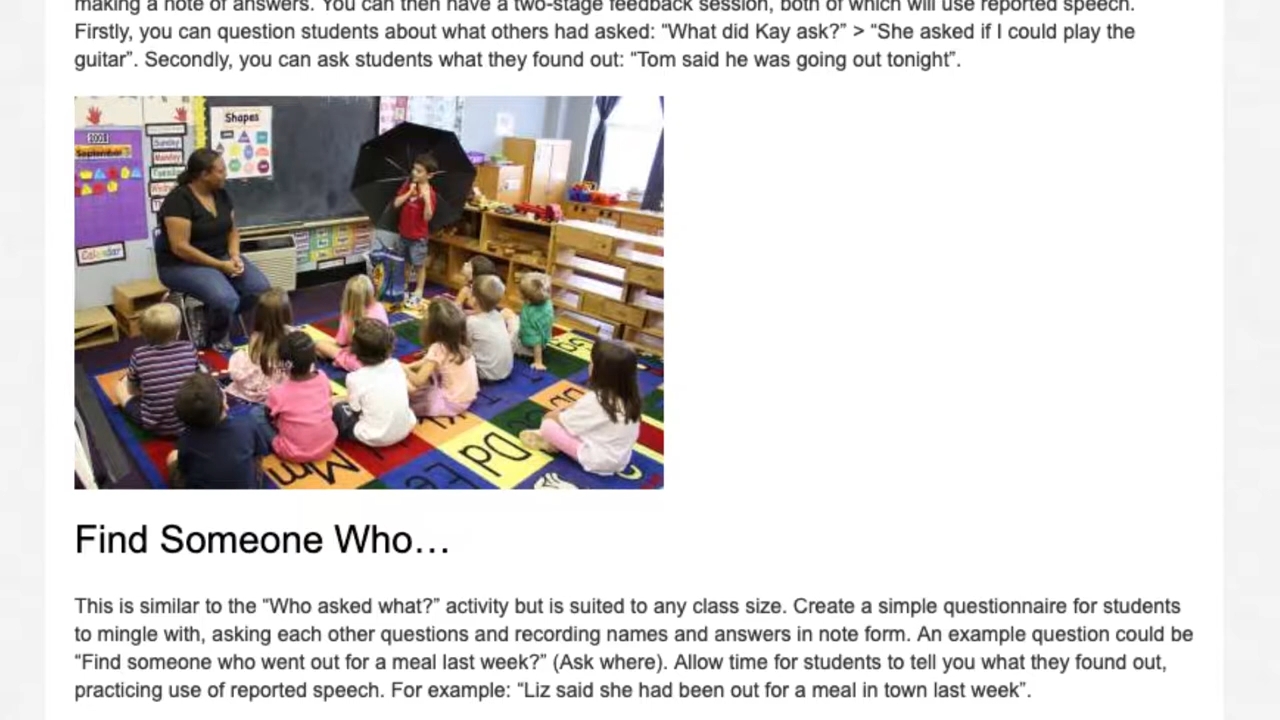 making a note of answers. You can then have a two-stage feedback session, both of which will use reported speech.
Firstly, you can question students about what others had asked: “What did Kay ask?” > “She asked if I could play the
guitar”. Secondly, you can ask students what they found out: “Tom said he was going out tonight”.
Shapes
September
Sunday
Monday
Calendar
Mm
Dd
Find Someone Who…
This is similar to the “Who asked what?” activity but is suited to any class size. Create a simple questionnaire for students
to mingle with, asking each other questions and recording names and answers in note form. An example question could be
“Find someone who went out for a meal last week?” (Ask where). Allow time for students to tell you what they found out,
practicing use of reported speech. For example: “Liz said she had been out for a meal in town last week”.